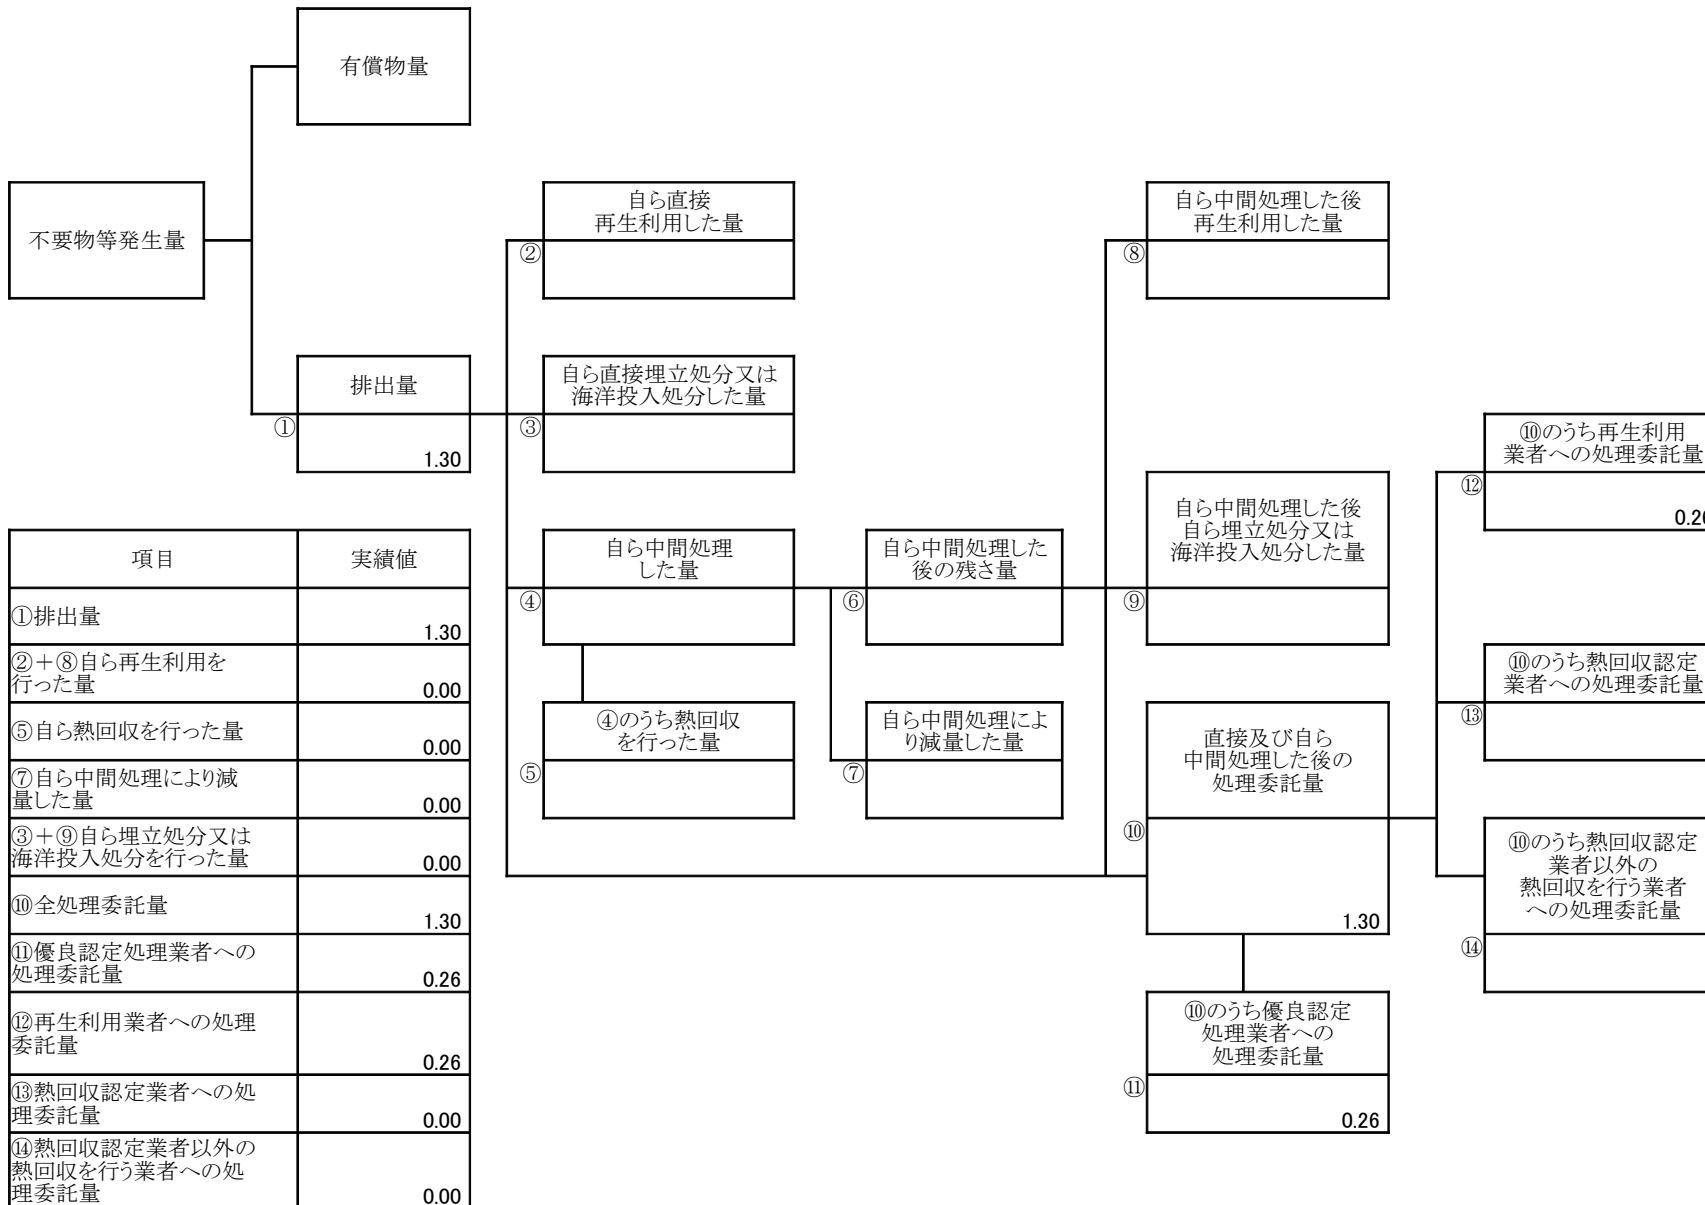 有償物量
不要物等発生量
自ら直接
再生利用した量
②
自ら中間処理した後
再生利用した量
⑧
排出量
①
1.30
自ら直接埋立処分又は
海洋投入処分した量
③
⑩のうち再生利用
業者への処理委託量
⑫
自ら中間処理した後
自ら埋立処分又は
海洋投入処分した量
⑨
自ら中間処理
した量
④
自ら中間処理した
後の残さ量
⑥
④のうち熱回収
を行った量
⑤
自ら中間処理によ
り減量した量
⑦
直接及び自ら
中間処理した後の
処理委託量
⑩
1.30
⑩のうち熱回収認定
業者への処理委託量
⑬
⑩のうち熱回収認定
業者以外の
熱回収を行う業者
への処理委託量
⑭
⑩のうち優良認定
処理業者への
処理委託量
⑪
0.26
項目 実績値
①排出量
1.30
②＋⑧自ら再生利用を
行った量
0.00
⑤自ら熱回収を行った量
0.00
⑦自ら中間処理により減
量した量
0.00
③＋⑨自ら埋立処分又は
海洋投入処分を行った量
0.00
⑩全処理委託量
1.30
⑪優良認定処理業者への
処理委託量
0.26
⑫再生利用業者への処理
委託量
0.26
⑬熱回収認定業者への処
理委託量
0.00
⑭熱回収認定業者以外の
熱回収を行う業者への処
理委託量
0.00